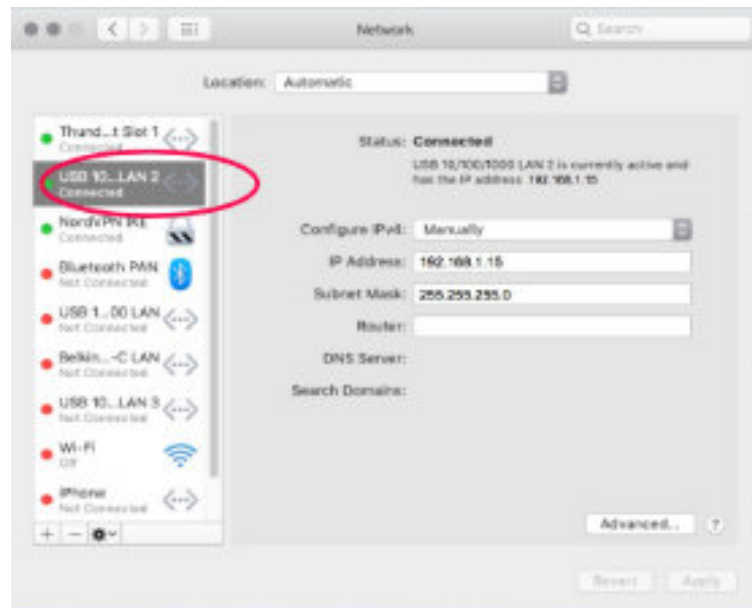 Network
Search
Location: Automatic
Thund...t Slot 1
Connected
USB 10...LAN 2
Connected
NordVPN IKE
Connected
Bluetooth PAN
Not Connected
USB 1...00 LAN
Not Connected
Belkin...-C LAN
Not Connected
USB 10...LAN 3
Not Connected
Wi-Fi
Off
iPhone
Not Connected
+ −
Status: Connected
USB 10/100/1000 LAN 2 is currently active and
has the IP address 192.168.1.15
Configure IPv4: Manually
IP Address: 192.168.1.15
Subnet Mask: 255.255.255.0
Router:
DNS Server:
Search Domains:
Advanced... ?
Revert Apply